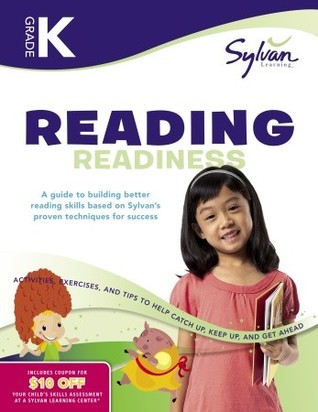 GRADE K
Sylvan
Learning™
READING
READINESS
A guide to building better
reading skills based on Sylvan's
proven techniques for success
ACTIVITIES, EXERCISES, AND TIPS TO HELP CATCH UP, KEEP UP, AND GET AHEAD
INCLUDES COUPON FOR
$10 OFF
YOUR CHILD'S SKILLS ASSESSMENT
AT A SYLVAN LEARNING CENTER*